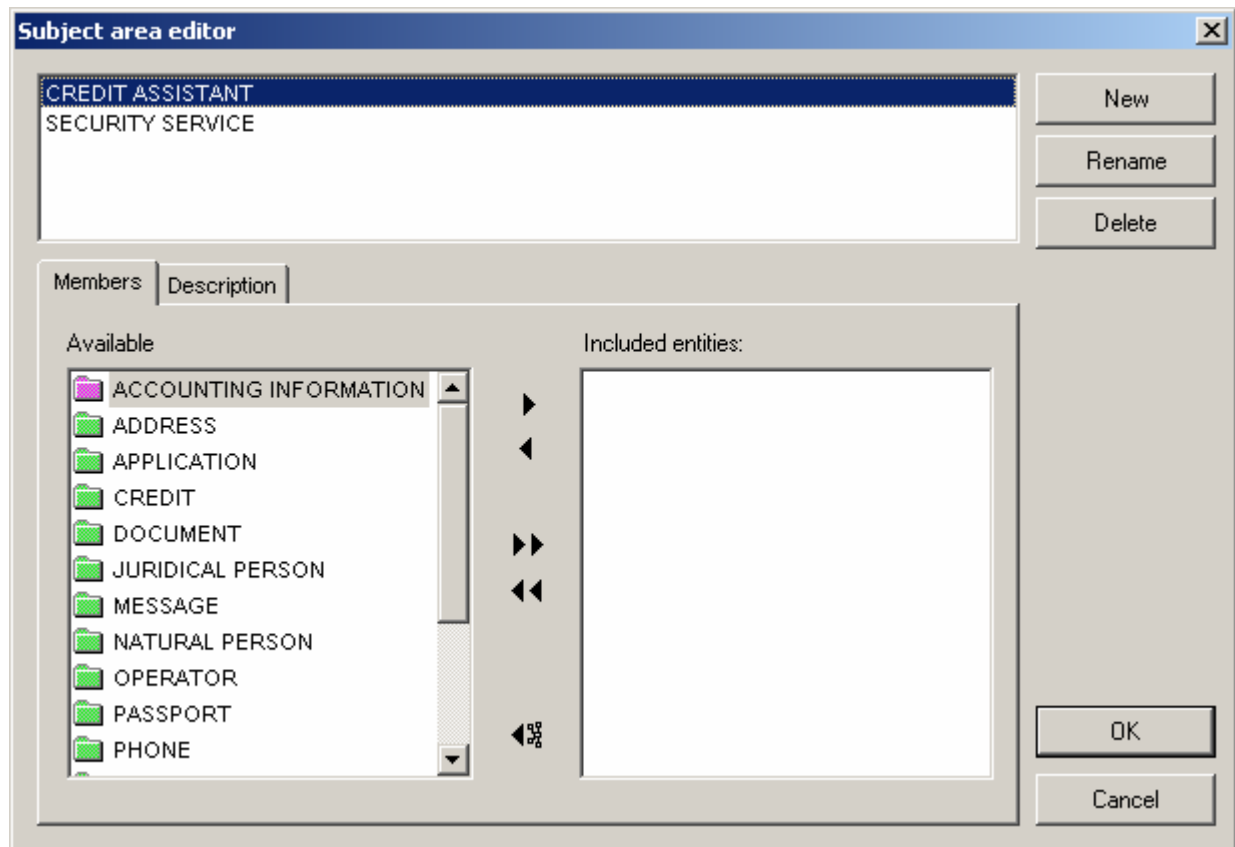 Subject area editor
CREDIT ASSISTANT
SECURITY SERVICE
New
Rename
Delete
Members Description
Available
Included entities:
ACCOUNTING INFORMATION
ADDRESS
APPLICATION
CREDIT
DOCUMENT
JURIDICAL PERSON
MESSAGE
NATURAL PERSON
OPERATOR
PASSPORT
PHONE
OK
Cancel